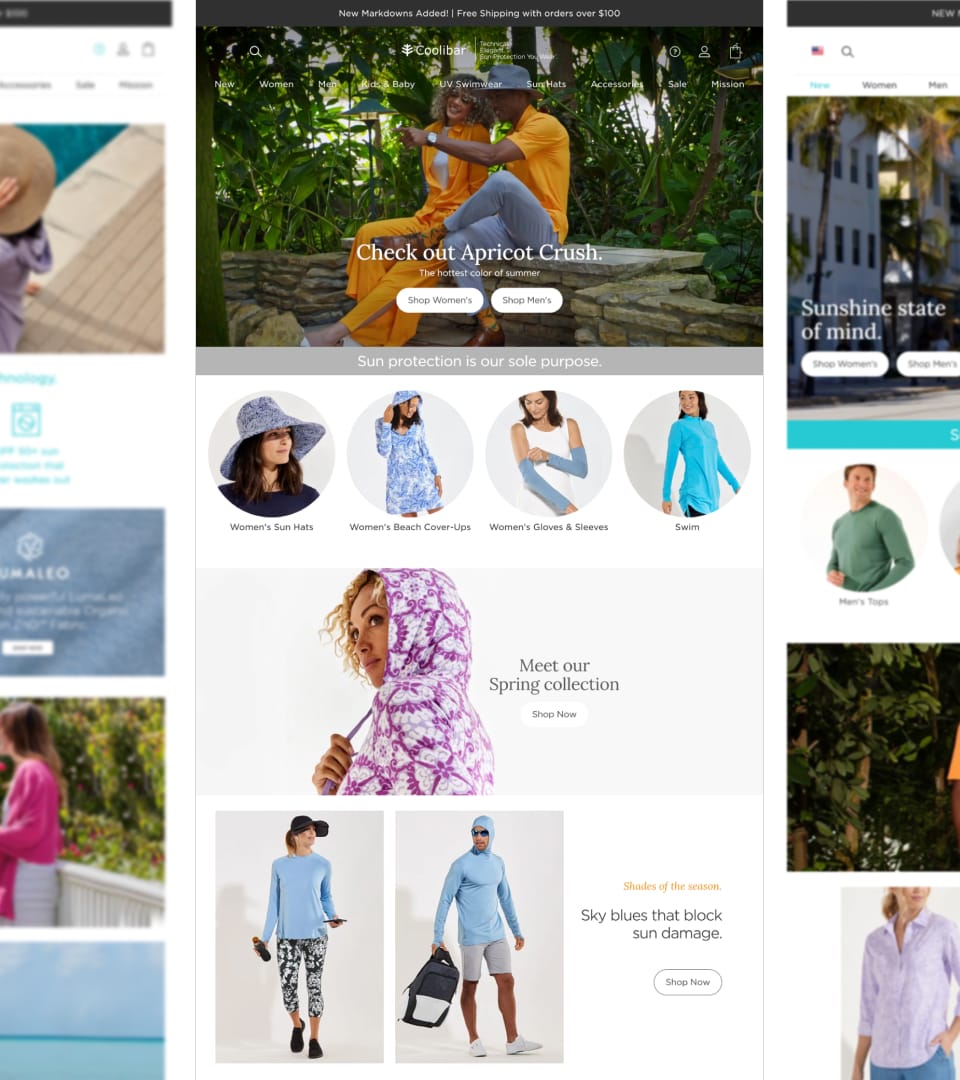 New Markdowns Added! | Free Shipping with orders over $100
Coolibar
Technical.
Elegant.
Sun Protection You Wear.
New Women Men Kids & Baby UV Swimwear Sun Hats Accessories Sale Mission
Check out Apricot Crush.
The hottest color of summer
Shop Women's Shop Men's
Sun protection is our sole purpose.
Women's Sun Hats Women's Beach Cover-Ups Women's Gloves & Sleeves Swim
Meet our
Spring collection
Shop Now
Shades of the season.
Sky blues that block
sun damage.
Shop Now
Accessories Sale Mission
NEW
New Women Men
Sunshine state
of mind.
Shop Women's Shop Men's
S
Men's Tops